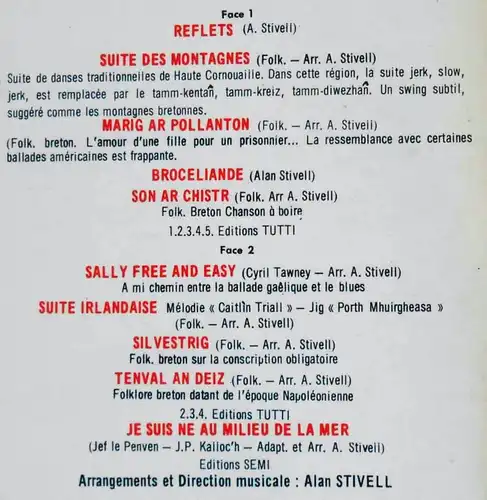 Face 1
REFLETS (A. Stivell)
SUITE DES MONTAGNES (Folk. – Arr. A. Stivell)
Suite de danses traditionnelles de Haute Cornouaille. Dans cette région, la suite jerk, slow,
jerk, est remplacée par le tamm-kentañ, tamm-kreiz, tamm-diwezhañ. Un swing subtil,
suggéré comme les montagnes bretonnes.
MARIG AR POLLANTON (Folk. – Arr. A. Stivell)
(Folk. breton. L'amour d'une fille pour un prisonnier... La ressemblance avec certaines
ballades américaines est frappante.
BROCELIANDE (Alan Stivell)
SON AR CHISTR (Folk. Arr A. Stivell)
Folk. Breton Chanson à boire
1.2.3.4.5. Editions TUTTI
Face 2
SALLY FREE AND EASY (Cyril Tawney – Arr. A. Stivell)
A mi chemin entre la ballade gaêlique et le blues
SUITE IRLANDAISE Mélodie « Caitlìn Triall » – Jig « Porth Mhuirgheasa »
(Folk. – Arr. A. Stivell)
SILVESTRIG (Folk. – Arr. A. Stivell)
Folk. breton sur la conscription obligatoire
TENVAL AN DEIZ (Folk. – Arr. A. Stivell)
Folklore breton datant de l'époque Napoléonienne
2.3.4. Editions TUTTI
JE SUIS NE AU MILIEU DE LA MER
(Jef le Penven – J.P. Kalloc'h – Adapt. et Arr. A. Stivell)
Editions SEMI
Arrangements et Direction musicale : Alan STIVELL